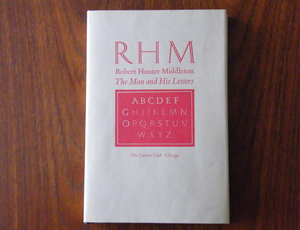 RHM
Robert Hunter Middleton
The Man and His Letters
ABCDEF
GHIJKLMN
OPQRSTUV
WXYZ
The Caxton Club · Chicago